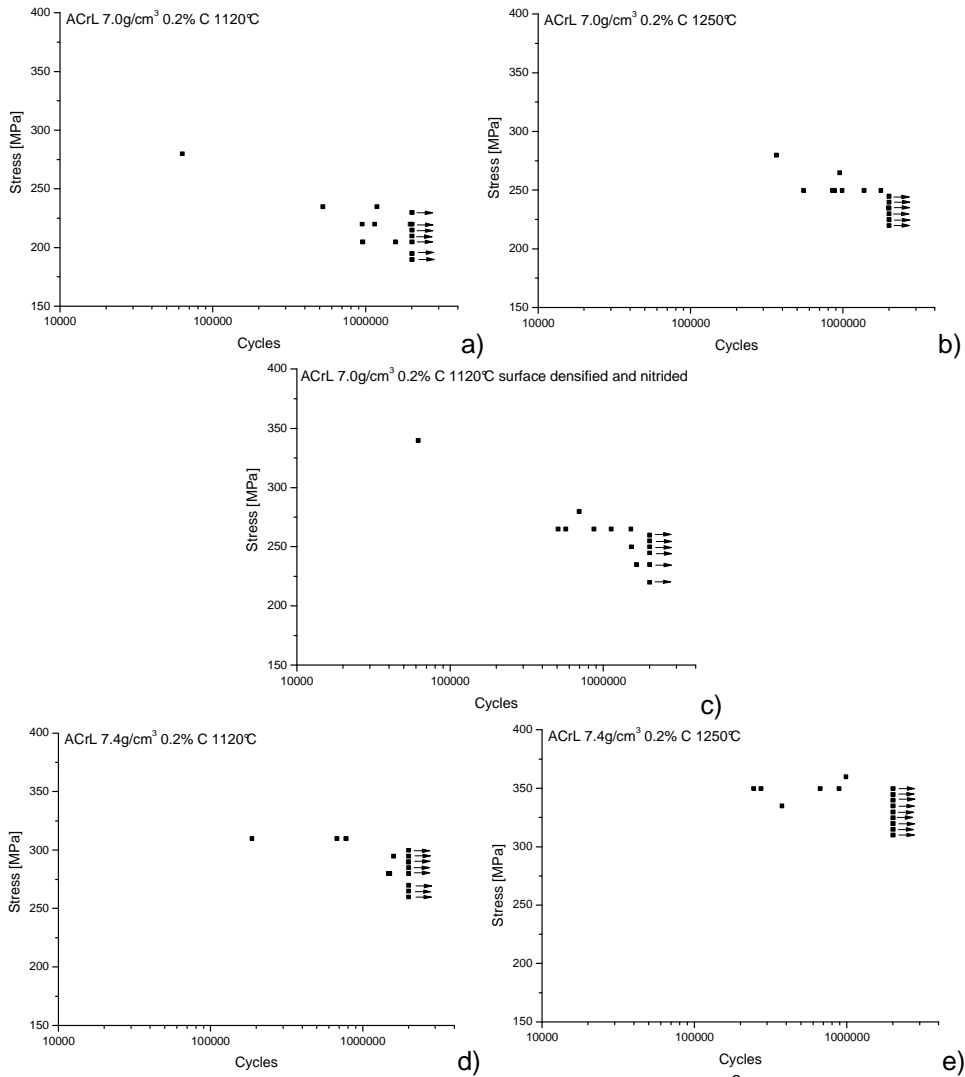 ACrL 7.0g/cm³ 0.2% C 1120℃
400
350
300
250
200
150
Stress [MPa]
10000
100000
1000000
Cycles
a)
ACrL 7.0g/cm³ 0.2% C 1250℃
400
350
300
250
200
150
Stress [MPa]
10000
100000
1000000
Cycles
b)
ACrL 7.0g/cm³ 0.2% C 1120℃ surface densified and nitrided
400
350
300
250
200
150
Stress [MPa]
10000
100000
1000000
Cycles
c)
ACrL 7.4g/cm³ 0.2% C 1120℃
400
350
300
250
200
150
Stress [MPa]
10000
100000
1000000
Cycles
d)
ACrL 7.4g/cm³ 0.2% C 1250℃
400
350
300
250
200
150
Stress [MPa]
10000
100000
1000000
Cycles
e)